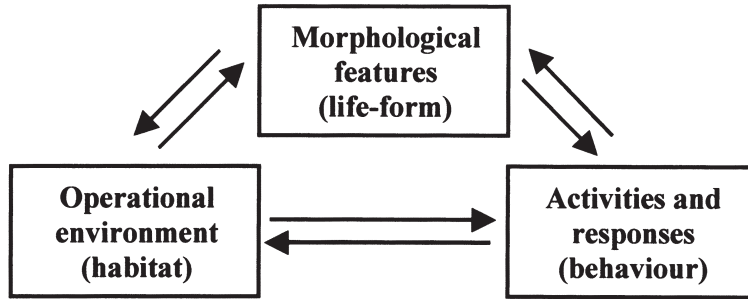 Morphological
features
(life-form)
Operational
environment
(habitat)
Activities and
responses
(behaviour)